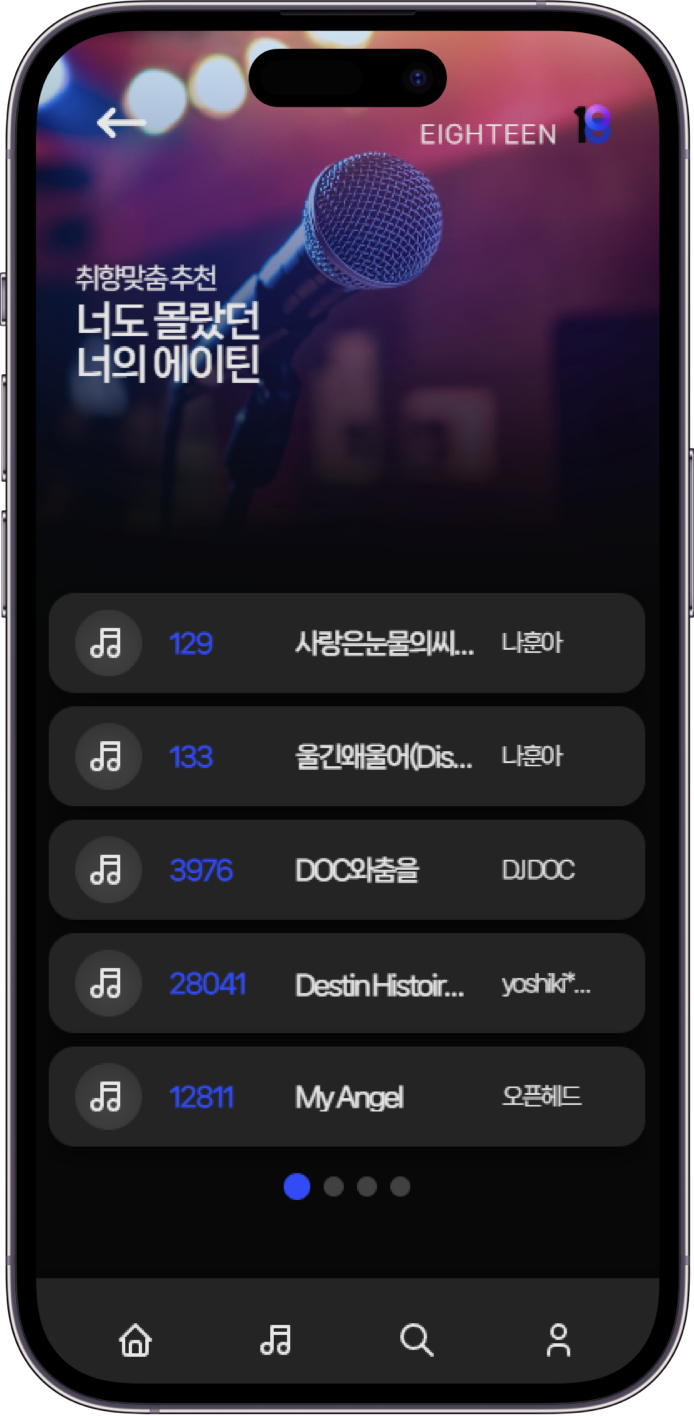 EIGHTEEN 18
취향맞춤 추천
너도 몰랐던
너의 에이틴
129 사랑은눈물의씨... 나훈아
133 울긴왜울어(Dis... 나훈아
3976 DOC와춤을 DJ DOC
28041 Destin Histoir... yoshiki*...
12811 My Angel 오픈헤드